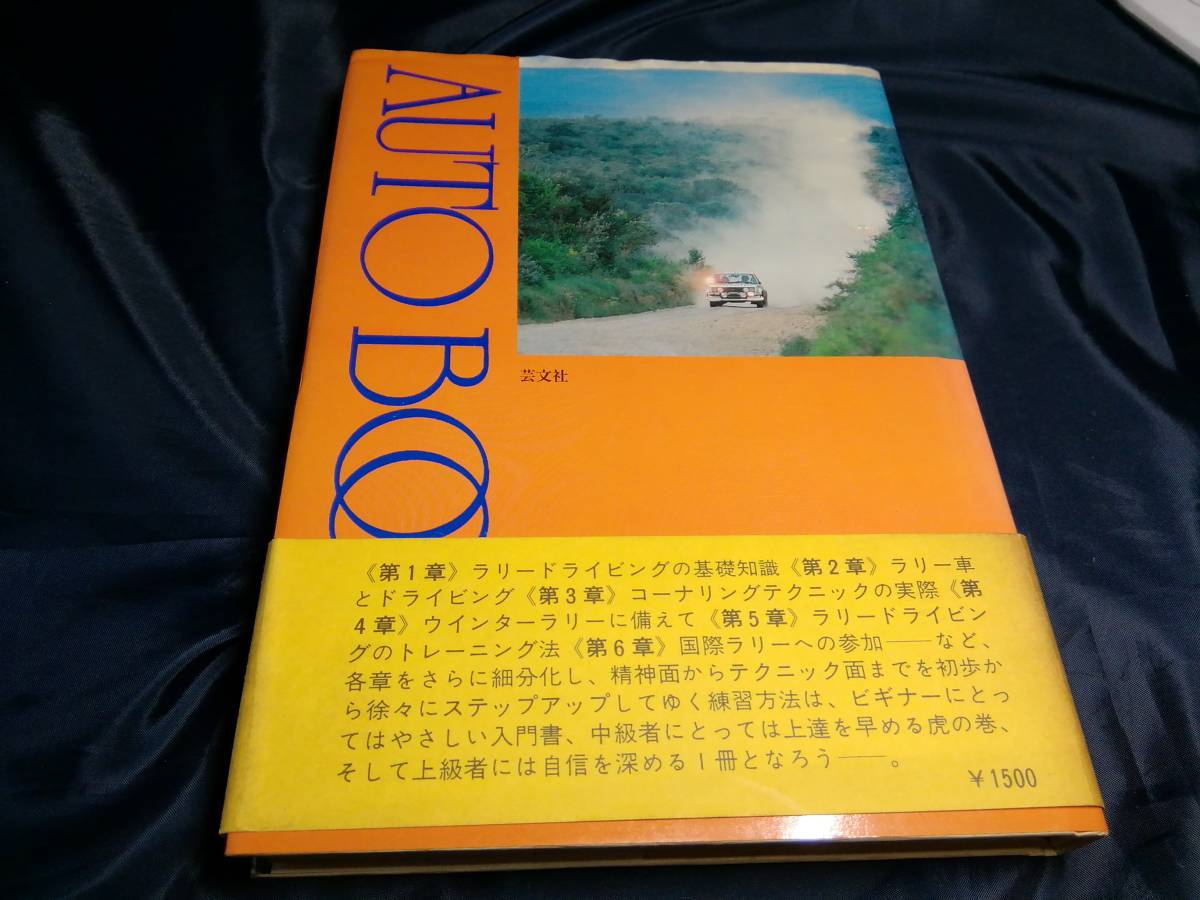 AUTO BOO
芸文社
《第1章》ラリードライビングの基礎知識《第2章》ラリー車
とドライビング《第3章》コーナリングテクニックの実際《第
4章》ウインターラリーに備えて《第5章》ラリードライビン
グのトレーニング法《第6章》国際ラリーへの参加――など、
各章をさらに細分化し、精神面からテクニック面までを初歩か
ら徐々にステップアップしてゆく練習方法は、ビギナーにとっ
てはやさしい入門書、中級者にとっては上達を早める虎の巻、
そして上級者には自信を深める1冊となろう――。
¥1500